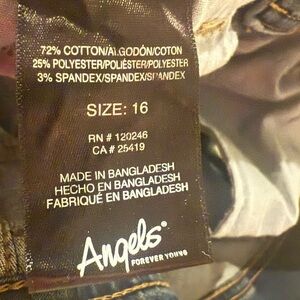 72% COTTON/ALGODÓN/COTON
25% POLYESTER/POLIÉSTER/POLYESTER
3% SPANDEX/SPANDEX/SPANDEX
SIZE: 16
RN # 120246
CA # 25419
MADE IN BANGLADESH
HECHO EN BANGLADESH
FABRIQUÉ EN BANGLADESH
Angels
FOREVER YOUNG